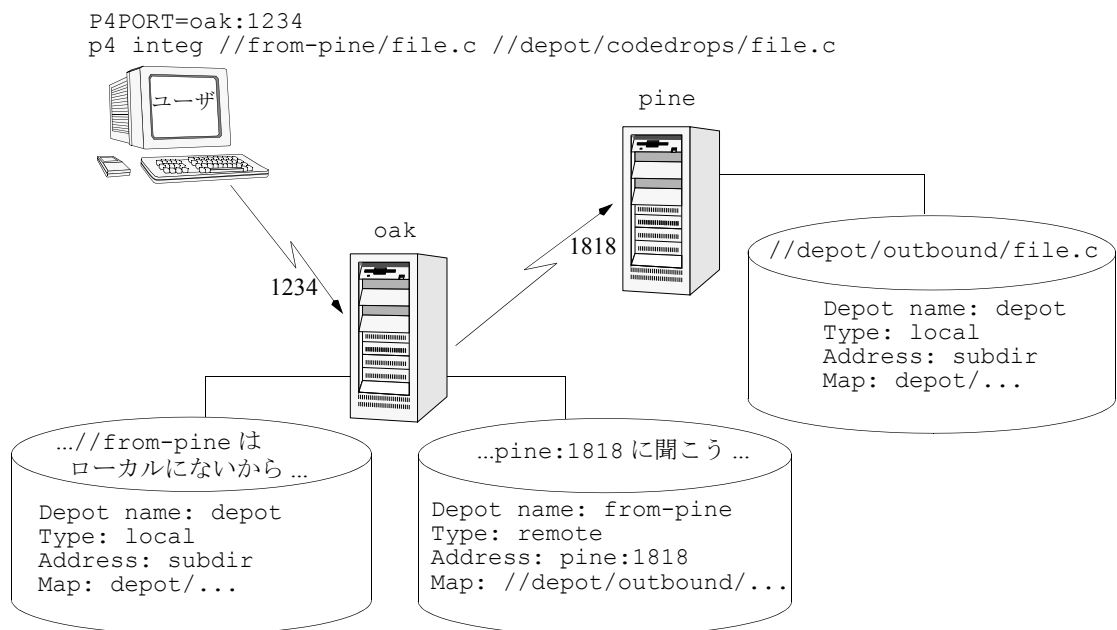 P4PORT=oak:1234
p4 integ //from-pine/file.c //depot/codedrops/file.c
ユーザ
pine
oak
1818
1234
//depot/outbound/file.c
Depot name: depot
Type: local
Address: subdir
Map: depot/...
...//from-pine は
ローカルにないから ...
Depot name: depot
Type: local
Address: subdir
Map: depot/...
...pine:1818 に聞こう ...
Depot name: from-pine
Type: remote
Address: pine:1818
Map: //depot/outbound/...